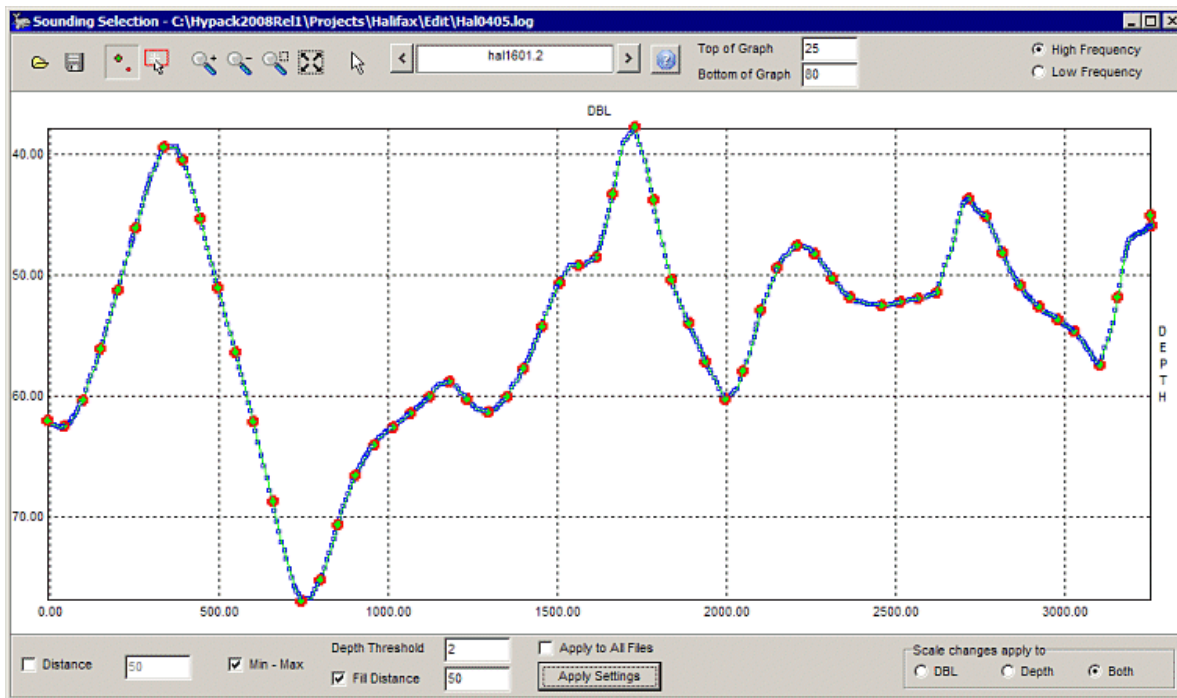 Sounding Selection - C:\Hypack2008Rel1\Projects\Halifax\Edit\Hal0405.log
< hal1601.2 > ?
Top of Graph 25
Bottom of Graph 80
High Frequency
Low Frequency
DBL
40.00
50.00
60.00
70.00
DEPTH
0.00 500.00 1000.00 1500.00 2000.00 2500.00 3000.00
Distance 50
Min - Max
Depth Threshold 2
Fill Distance 50
Apply to All Files
Apply Settings
Scale changes apply to
DBL Depth Both